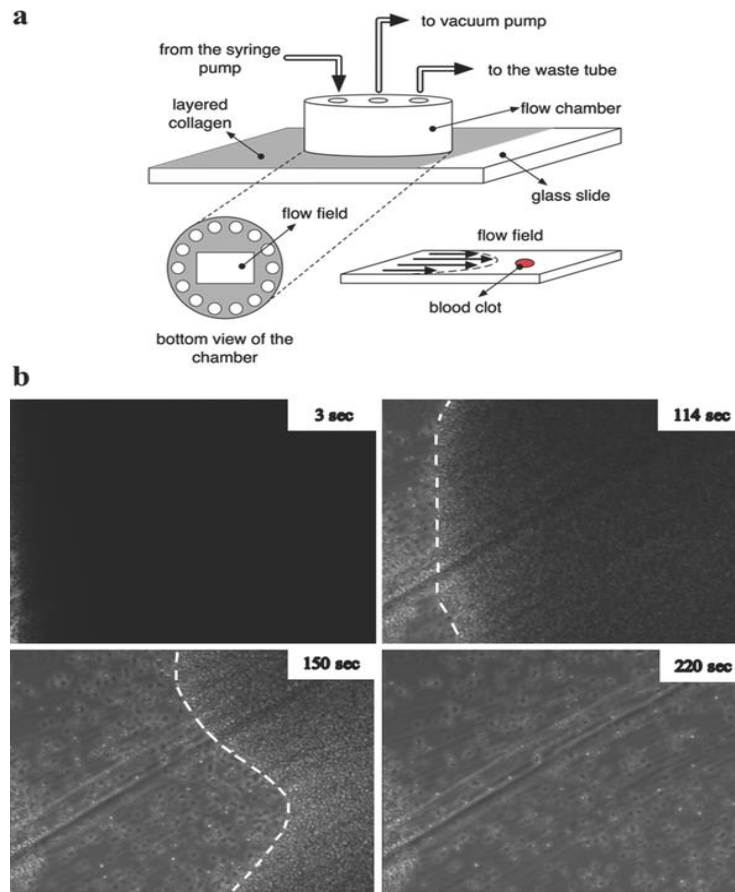 a
to vacuum pump
from the syringe
pump
to the waste tube
layered
collagen
flow chamber
glass slide
flow field
flow field
blood clot
bottom view of the
chamber
b
3 sec
114 sec
150 sec
220 sec